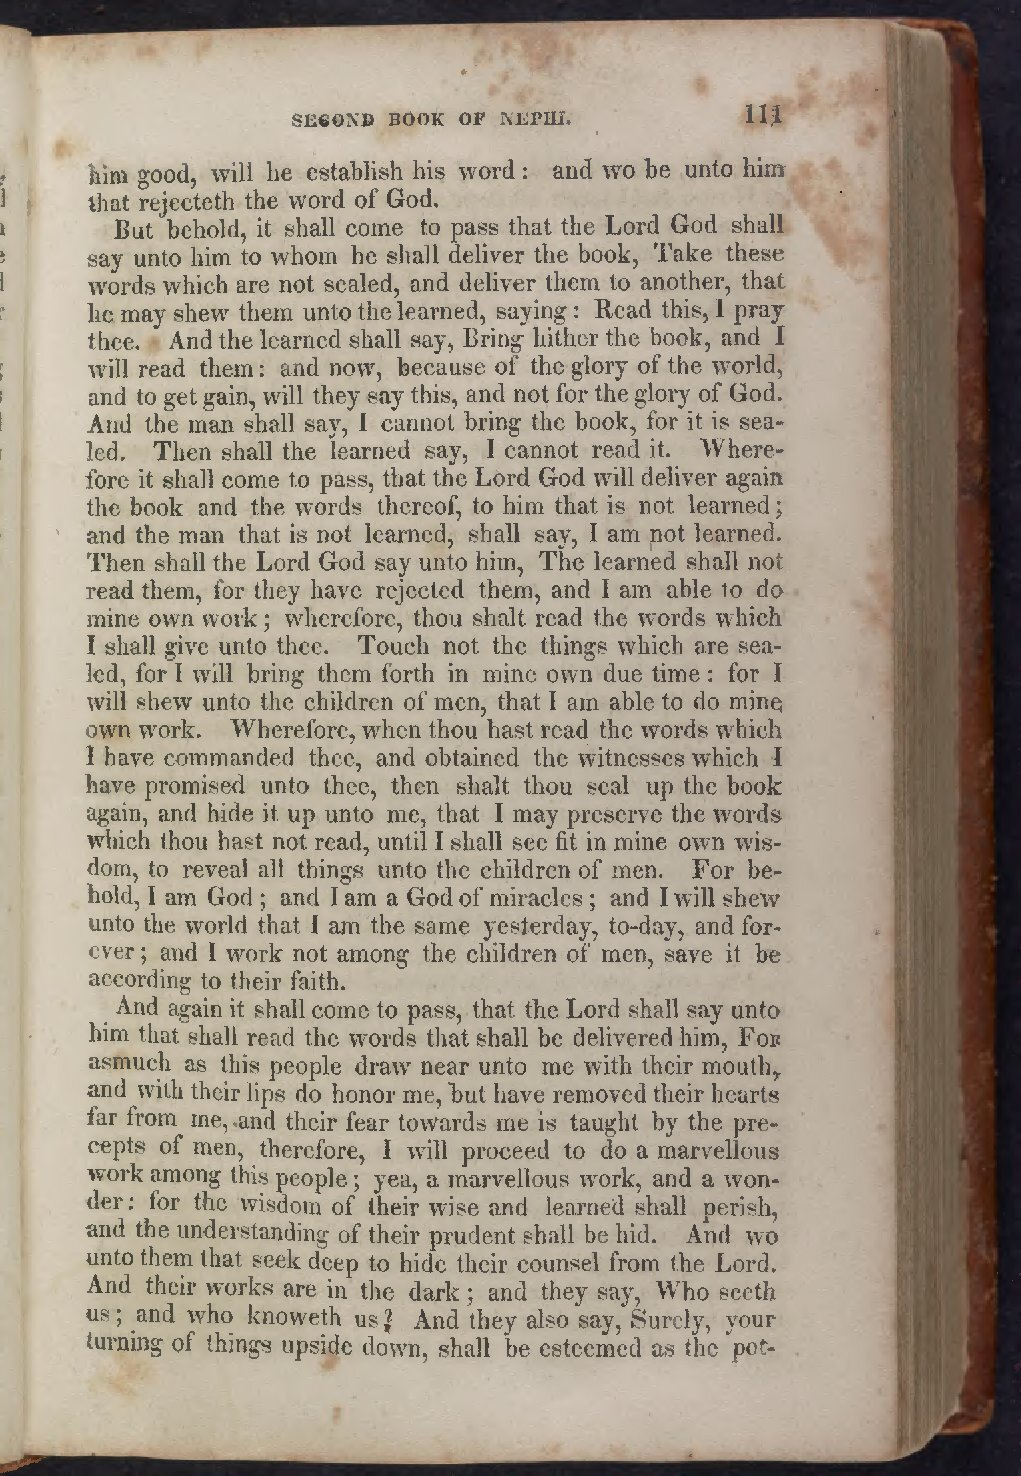 SECOND BOOK OF NEPHI. 111
him good, will he establish his word: and wo be unto him
that rejecteth the word of God.
But behold, it shall come to pass that the Lord God shall
say unto him to whom he shall deliver the book, Take these
words which are not sealed, and deliver them to another, that
he may shew them unto the learned, saying: Read this, I pray
thee. And the learned shall say, Bring hither the book, and I
will read them: and now, because of the glory of the world,
and to get gain, will they say this, and not for the glory of God.
And the man shall say, I cannot bring the book, for it is sea-
led. Then shall the learned say, I cannot read it. Where-
fore it shall come to pass, that the Lord God will deliver again
the book and the words thereof, to him that is not learned;
and the man that is not learned, shall say, I am not learned.
Then shall the Lord God say unto him, The learned shall not
read them, for they have rejected them, and I am able to do
mine own work; wherefore, thou shalt read the words which
I shall give unto thee. Touch not the things which are sea-
led, for I will bring them forth in mine own due time: for I
will shew unto the children of men, that I am able to do mine
own work. Wherefore, when thou hast read the words which
I have commanded thee, and obtained the witnesses which I
have promised unto thee, then shalt thou seal up the book
again, and hide it up unto me, that I may preserve the words
which thou hast not read, until I shall see fit in mine own wis-
dom, to reveal all things unto the children of men. For be-
hold, I am God; and I am a God of miracles; and I will shew
unto the world that I am the same yesterday, to-day, and for-
ever; and I work not among the children of men, save it be
according to their faith.
And again it shall come to pass, that the Lord shall say unto
him that shall read the words that shall be delivered him, For
asmuch as this people draw near unto me with their mouth,
and with their lips do honor me, but have removed their hearts
far from me, and their fear towards me is taught by the pre-
cepts of men, therefore, I will proceed to do a marvellous
work among this people; yea, a marvellous work, and a won-
der: for the wisdom of their wise and learned shall perish,
and the understanding of their prudent shall be hid. And wo
unto them that seek deep to hide their counsel from the Lord.
And their works are in the dark; and they say, Who seeth
us; and who knoweth us? And they also say, Surely, your
turning of things upside down, shall be esteemed as the pot-